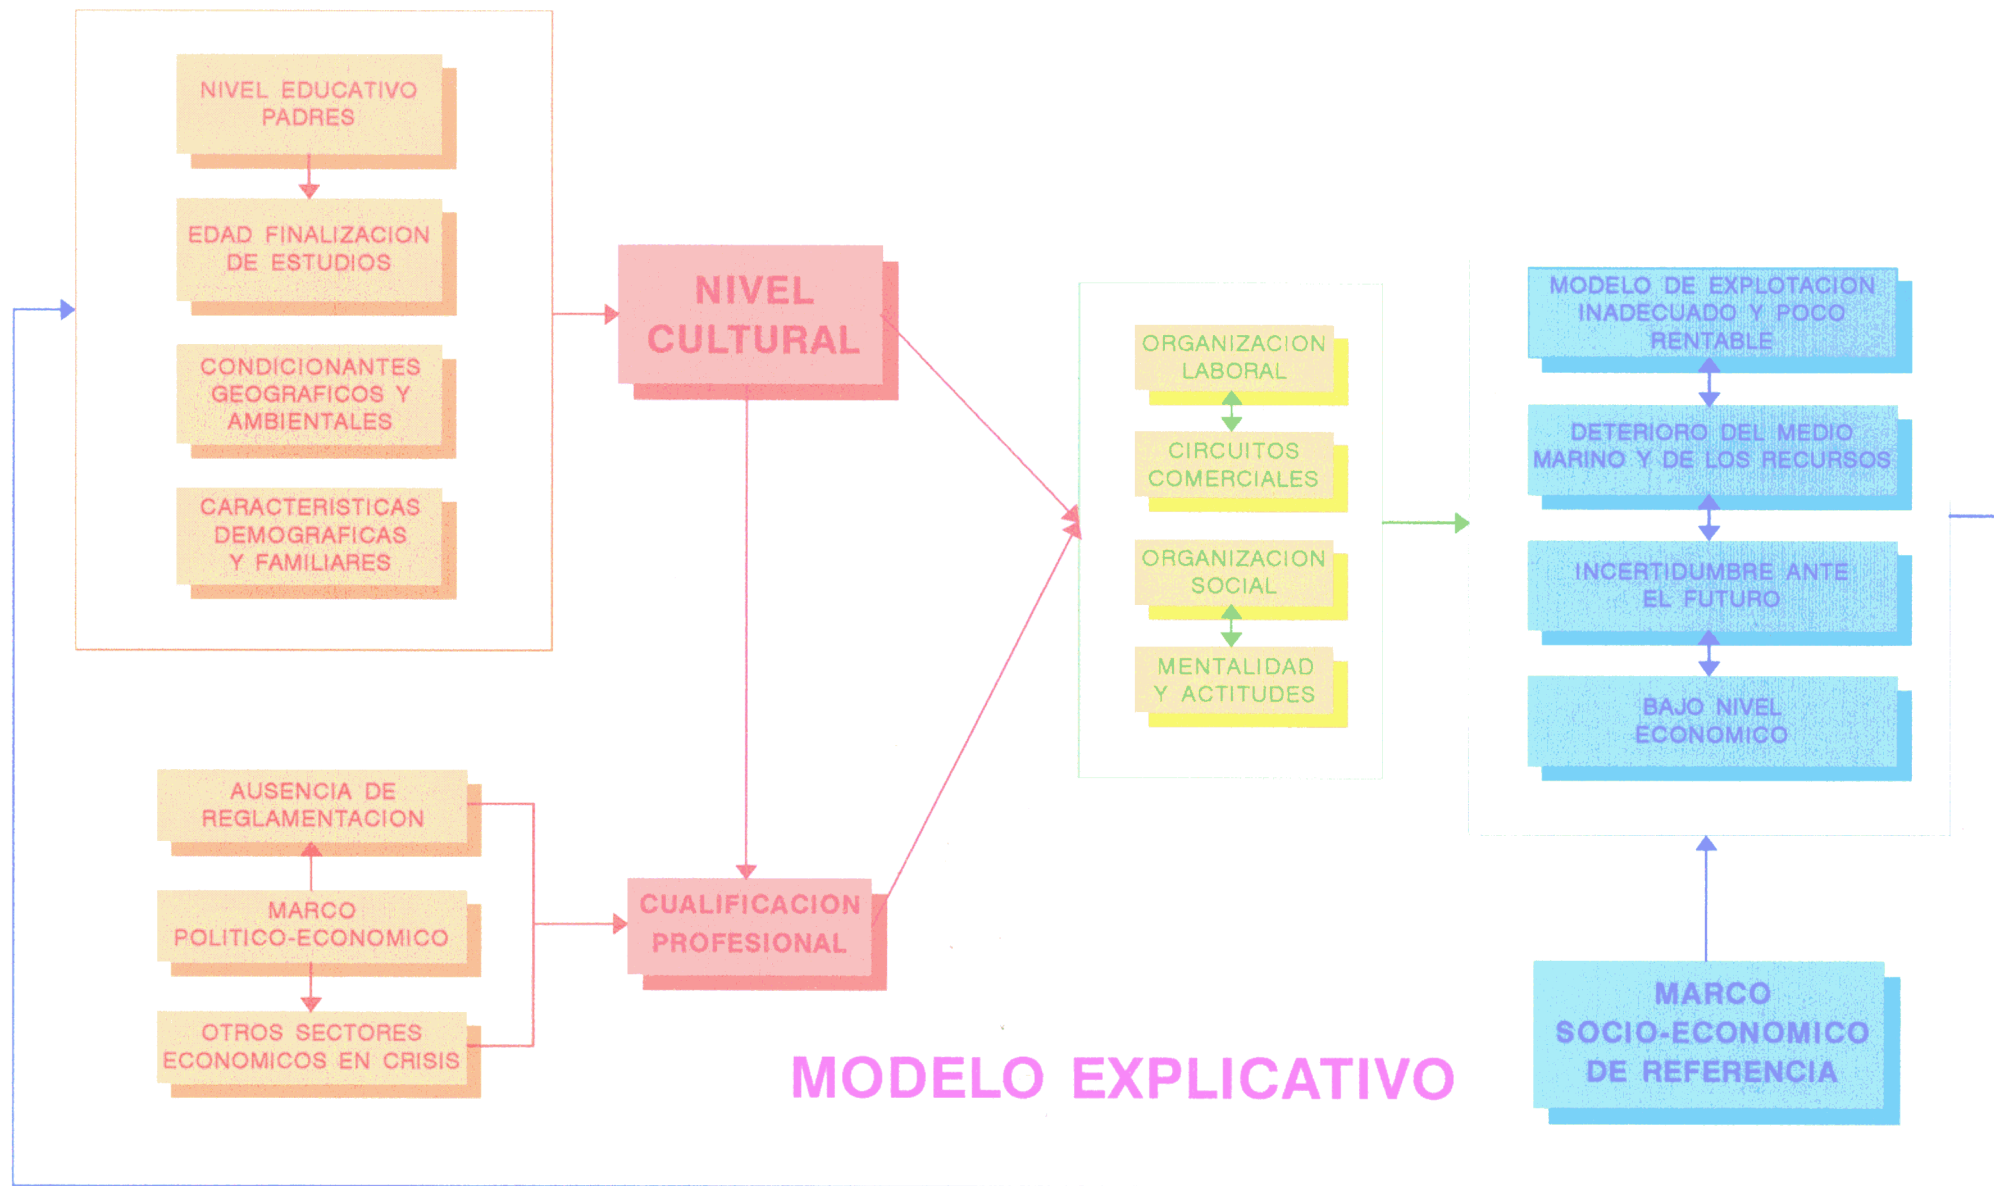 NIVEL EDUCATIVO
PADRES
EDAD FINALIZACION
DE ESTUDIOS
CONDICIONANTES
GEOGRAFICOS Y
AMBIENTALES
CARACTERISTICAS
DEMOGRAFICAS
Y FAMILIARES
AUSENCIA DE
REGLAMENTACION
MARCO
POLITICO-ECONOMICO
OTROS SECTORES
ECONOMICOS EN CRISIS
NIVEL
CULTURAL
CUALIFICACION
PROFESIONAL
ORGANIZACION
LABORAL
CIRCUITOS
COMERCIALES
ORGANIZACION
SOCIAL
MENTALIDAD
Y ACTITUDES
MODELO DE EXPLOTACION
INADECUADO Y POCO
RENTABLE
DETERIORO DEL MEDIO
MARINO Y DE LOS RECURSOS
INCERTIDUMBRE ANTE
EL FUTURO
BAJO NIVEL
ECONOMICO
MARCO
SOCIO-ECONOMICO
DE REFERENCIA
MODELO EXPLICATIVO